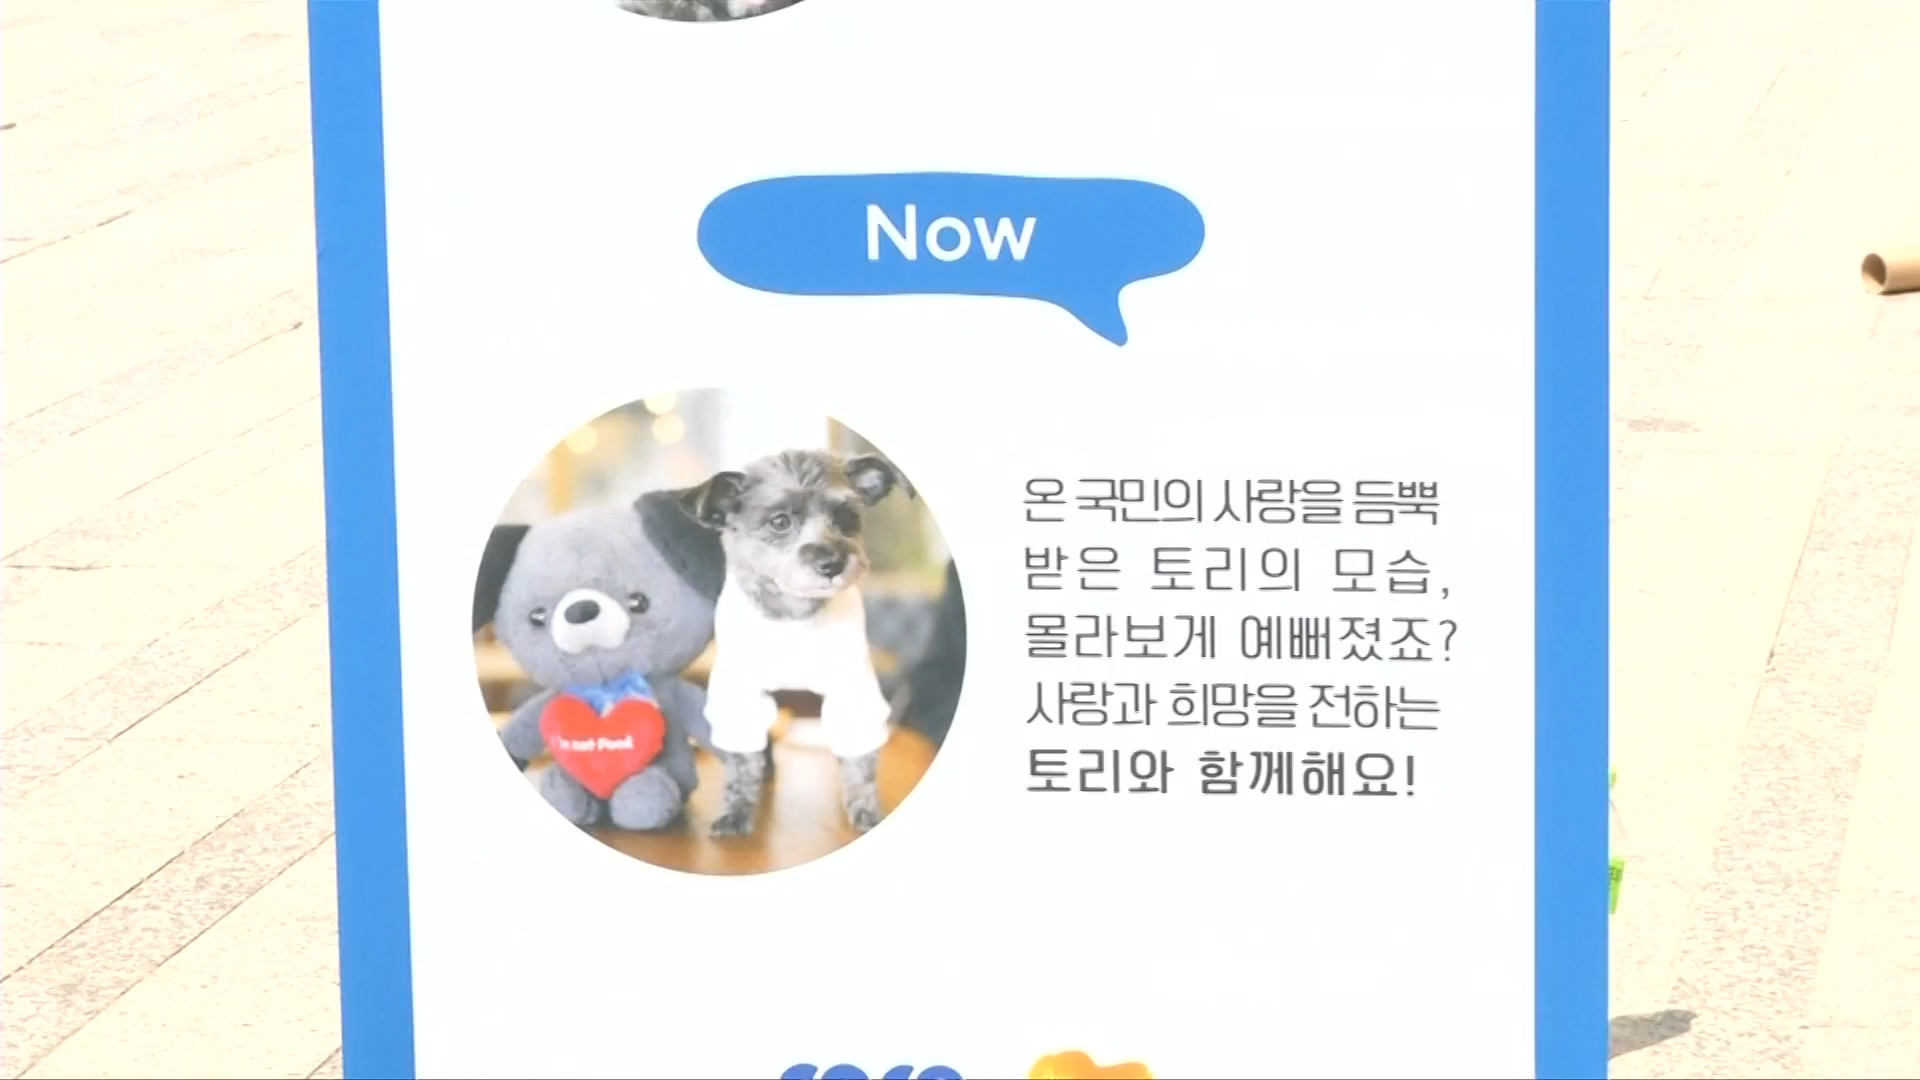 Now
온 국민의 사랑을 듬뿍
받은 토리의 모습,
몰라보게 예뻐졌죠?
사랑과 희망을 전하는
토리와 함께해요!
not Food